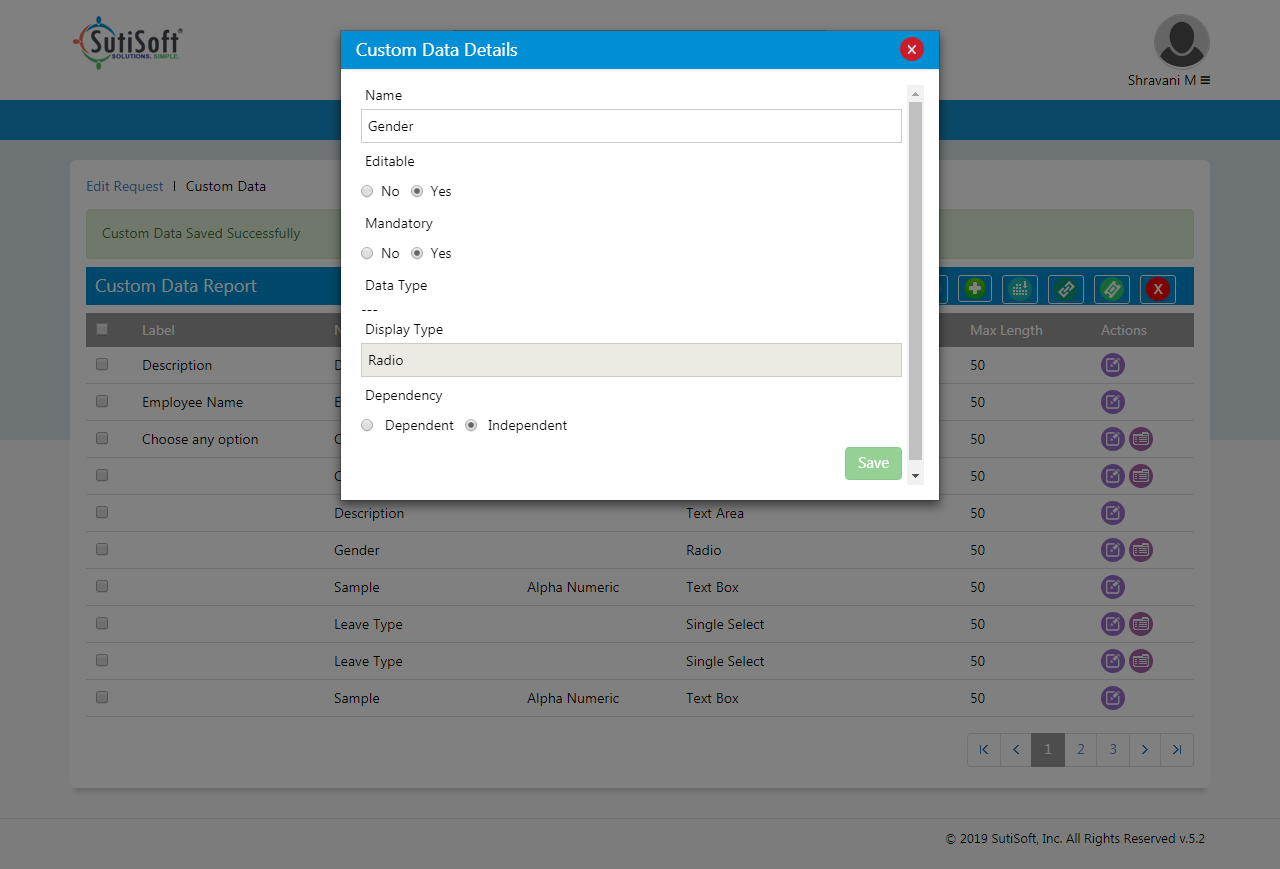 SutiSoft
SOLUTIONS. SIMPLE.
Shravani M
Custom Data Details
X
Name
Gender
Editable
No Yes
Mandatory
No Yes
Data Type
---
Display Type
Radio
Dependency
Dependent Independent
Save
Edit Request | Custom Data
Custom Data Saved Successfully
Custom Data Report
X
Label Max Length Actions
Description 50
Employee Name 50
Choose any option 50
50
Description Text Area 50
Gender Radio 50
Sample Alpha Numeric Text Box 50
Leave Type Single Select 50
Leave Type Single Select 50
Sample Alpha Numeric Text Box 50
1 2 3
© 2019 SutiSoft, Inc. All Rights Reserved v.5.2